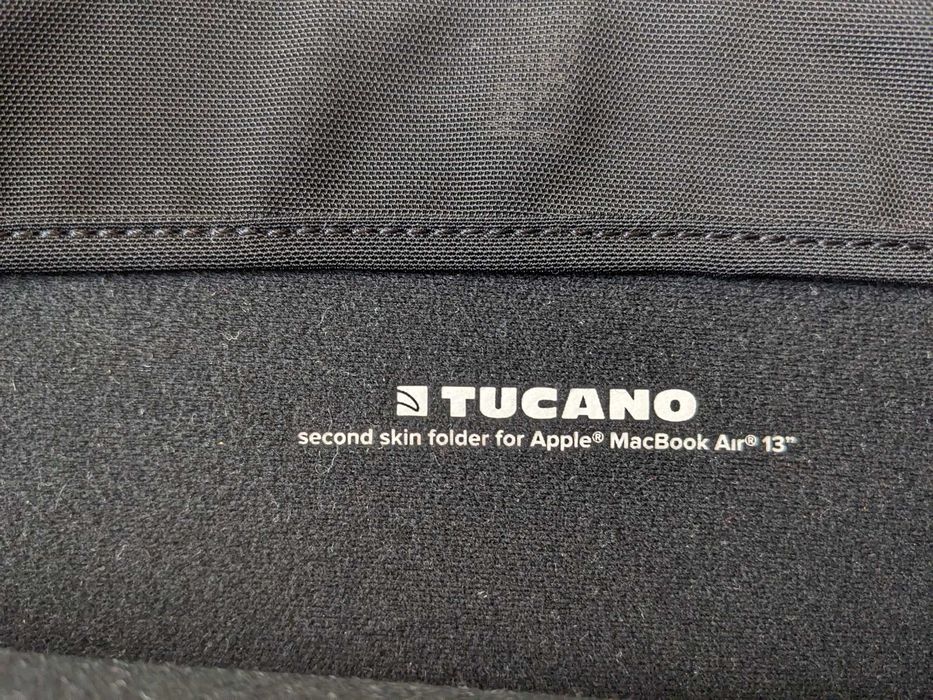 TUCANO
second skin folder for Apple® MacBook Air® 13”